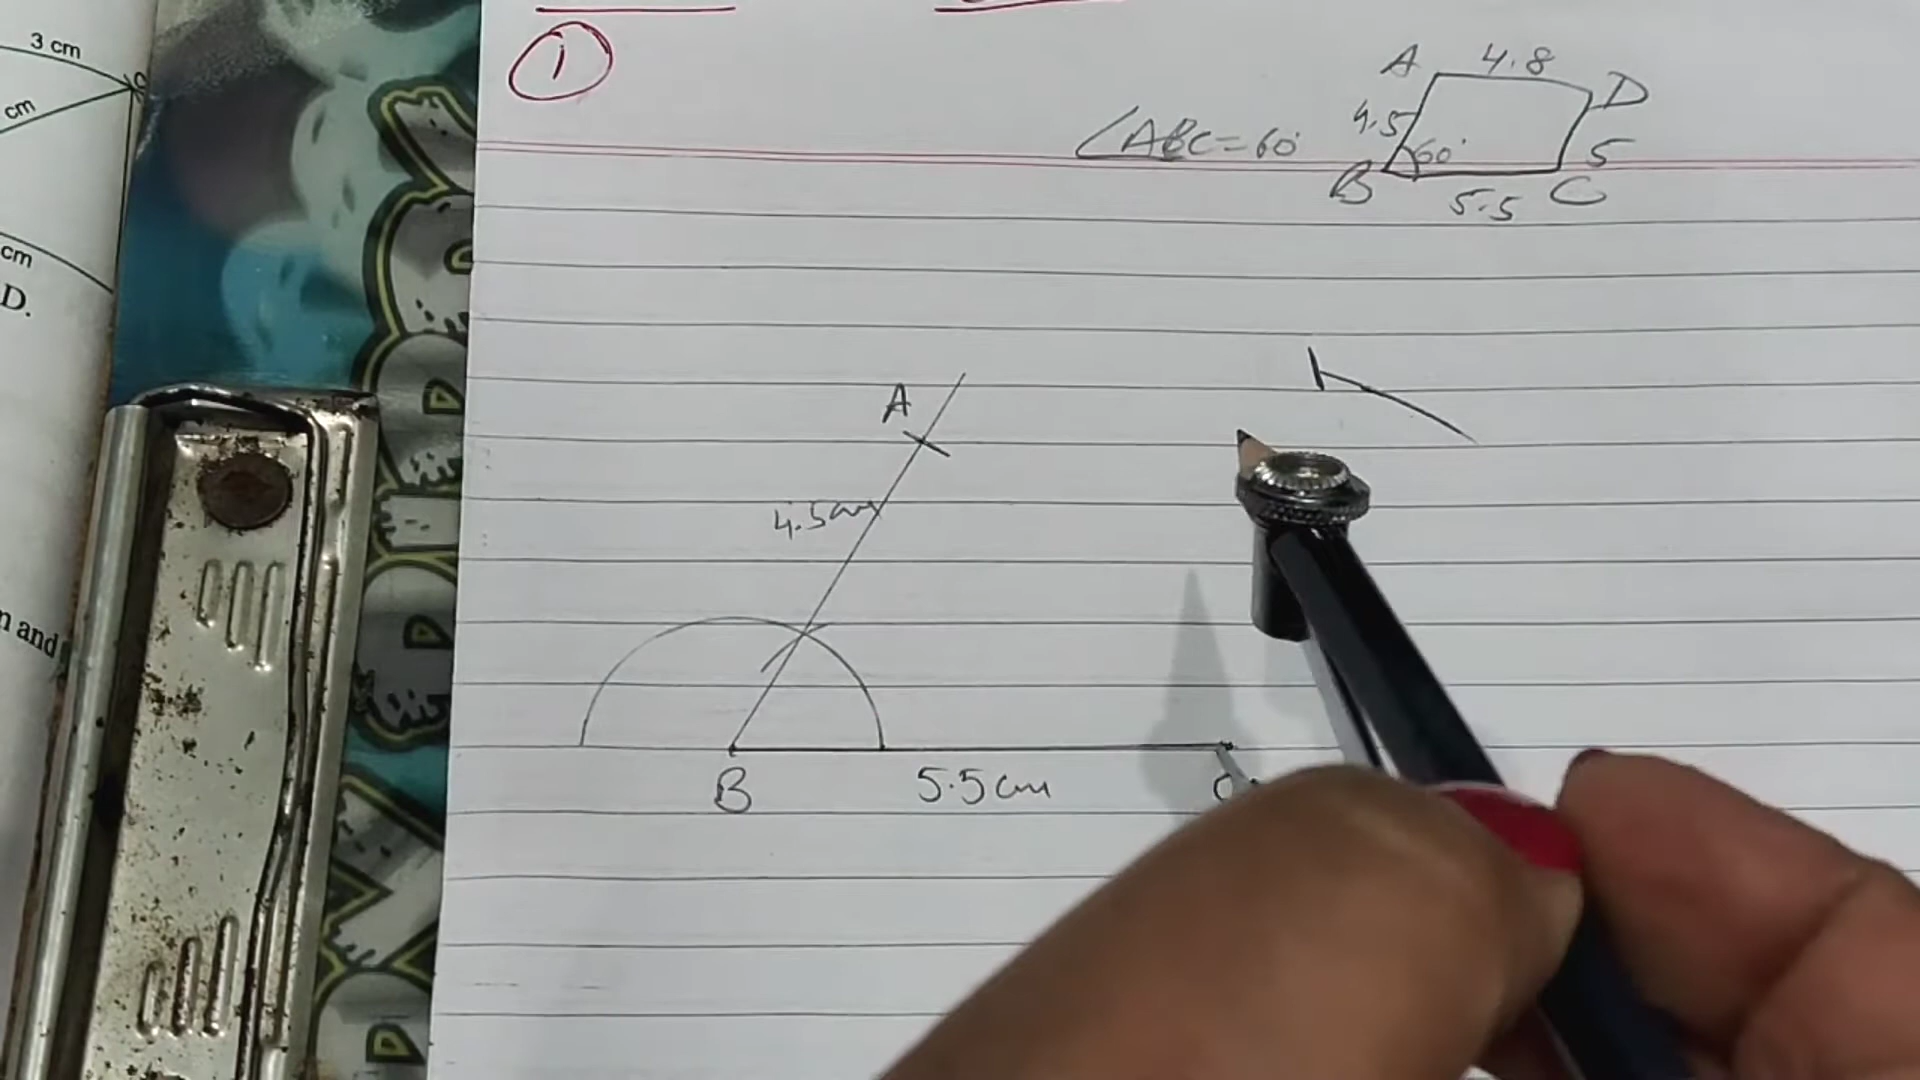 3 cm
cm
cm
D.
n and
1
A 4.8 D
4.5
∠ABC=60°
60°
5
B 5.5 C
A
4.5cm
B 5.5cm C